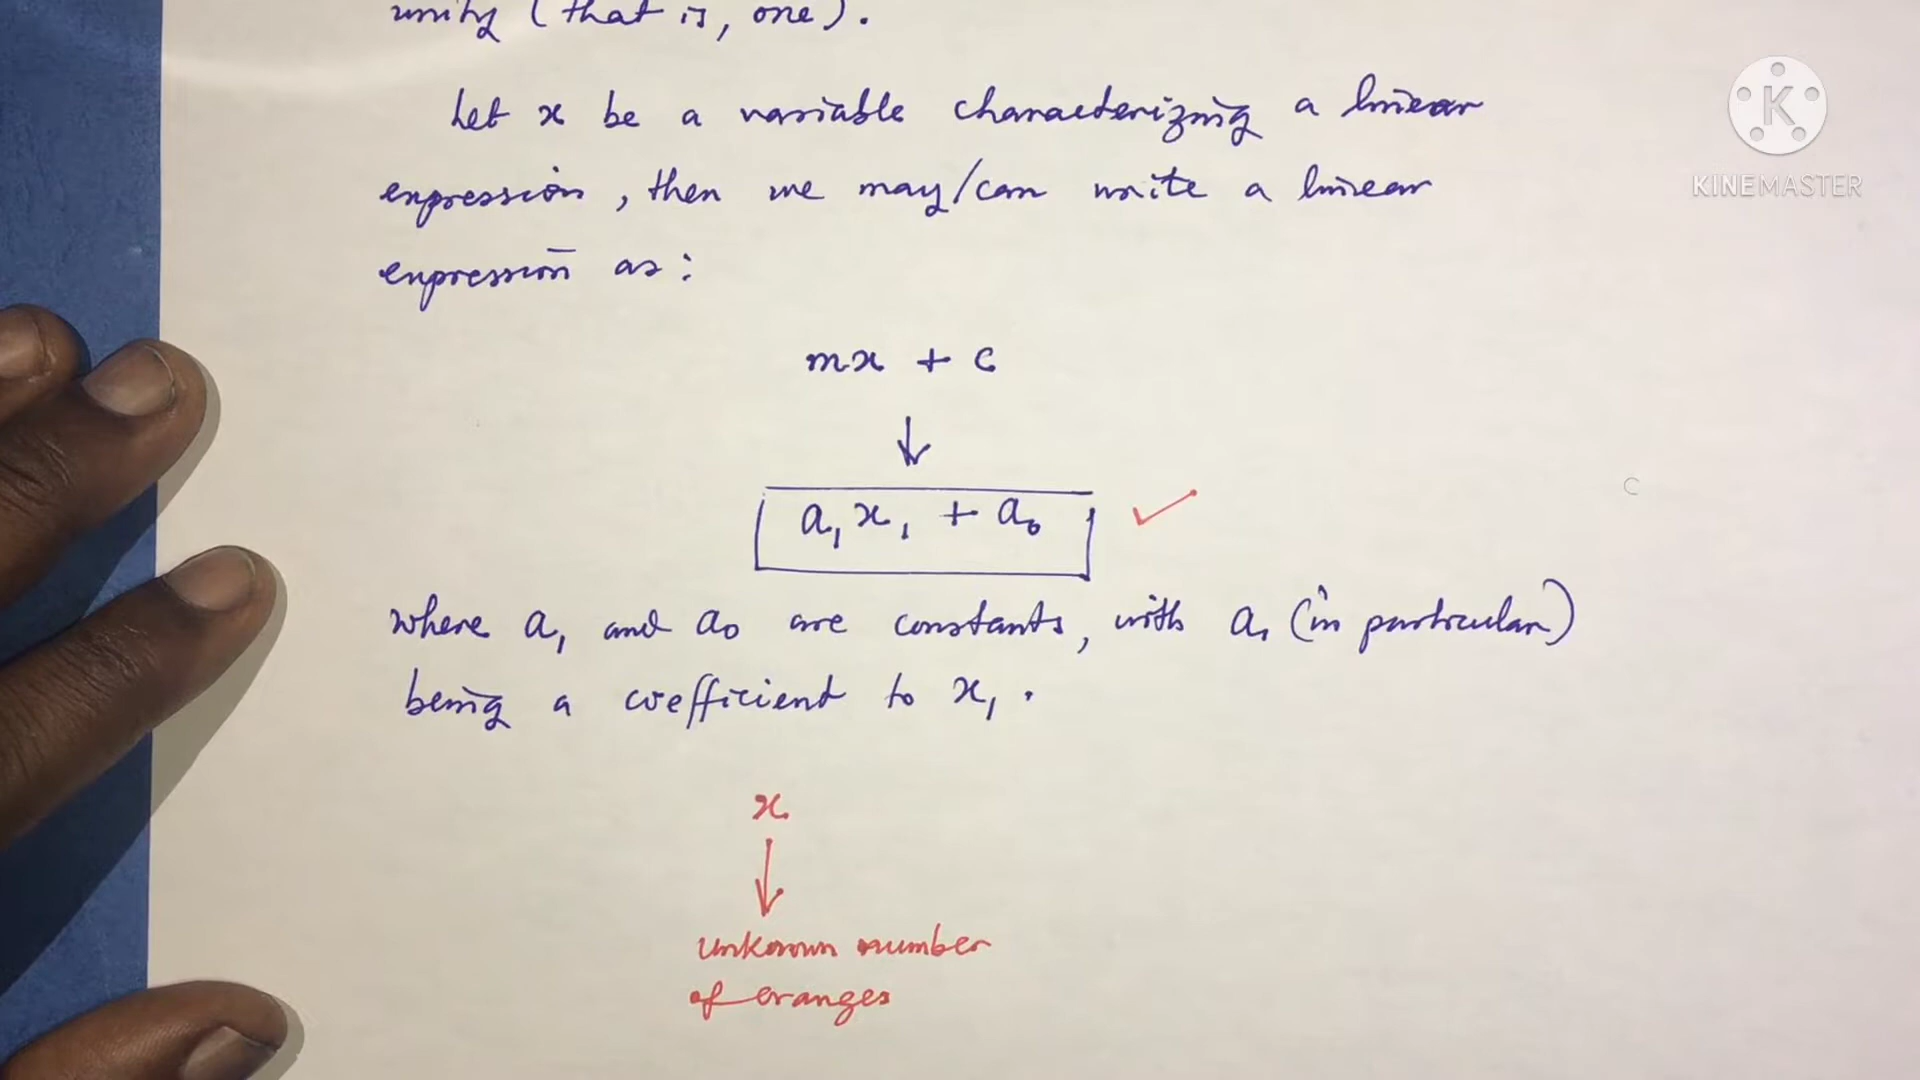 unity (that is, one).
Let x be a variable characterizing a linear
expression, then we may/can write a linear
expression as:
mx + c
↓
a₁x₁ + a₀ ✓
where a₁ and a₀ are constants, with a₁ (in particular)
being a coefficient to x₁.
x
↓
unknown number
of oranges
K
KINEMASTER